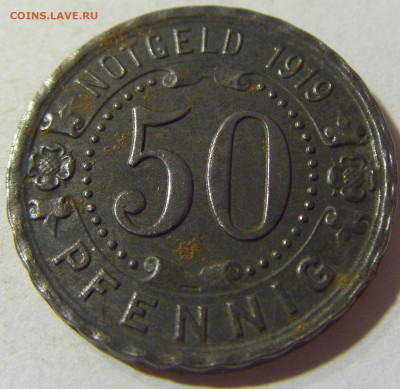 COINS.LAVE.RU
NOTGELD 1919
50
PFENNIG